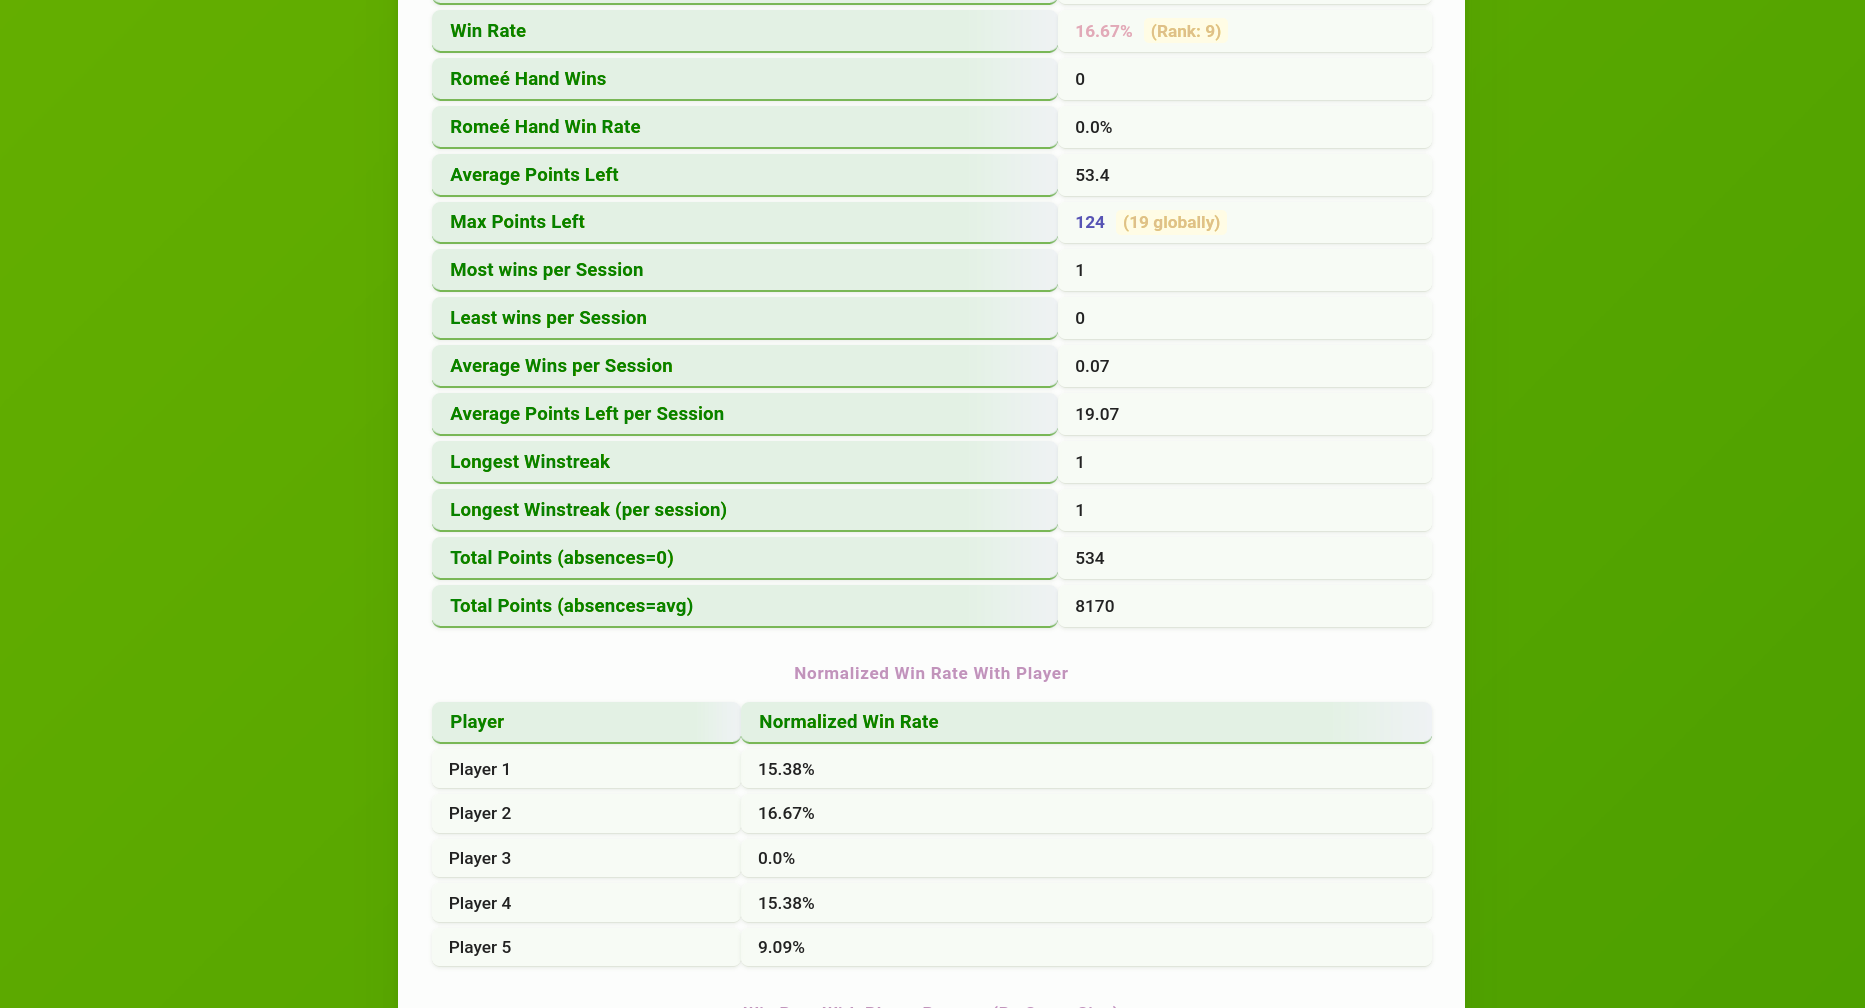 Win Rate 16.67% (Rank: 9)
Romeé Hand Wins 0
Romeé Hand Win Rate 0.0%
Average Points Left 53.4
Max Points Left 124 (19 globally)
Most wins per Session 1
Least wins per Session 0
Average Wins per Session 0.07
Average Points Left per Session 19.07
Longest Winstreak 1
Longest Winstreak (per session) 1
Total Points (absences=0) 534
Total Points (absences=avg) 8170
Normalized Win Rate With Player
Player Normalized Win Rate
Player 1 15.38%
Player 2 16.67%
Player 3 0.0%
Player 4 15.38%
Player 5 9.09%